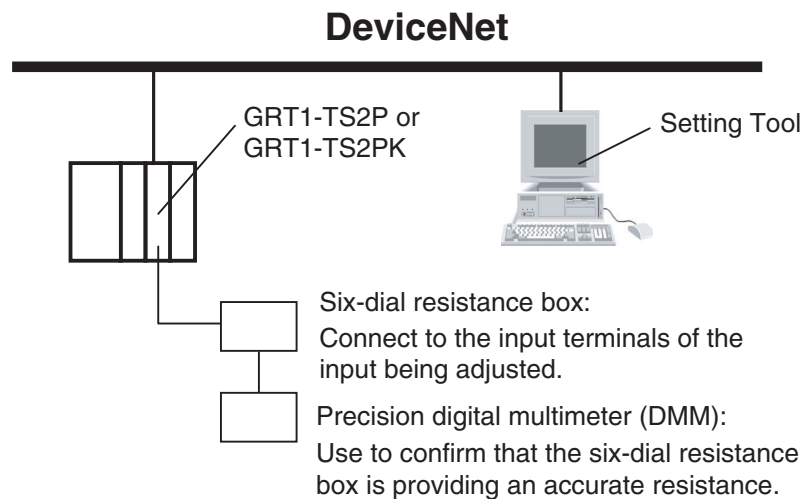 DeviceNet
GRT1-TS2P or
GRT1-TS2PK
Setting Tool
Six-dial resistance box:
Connect to the input terminals of the
input being adjusted.
Precision digital multimeter (DMM):
Use to confirm that the six-dial resistance
box is providing an accurate resistance.